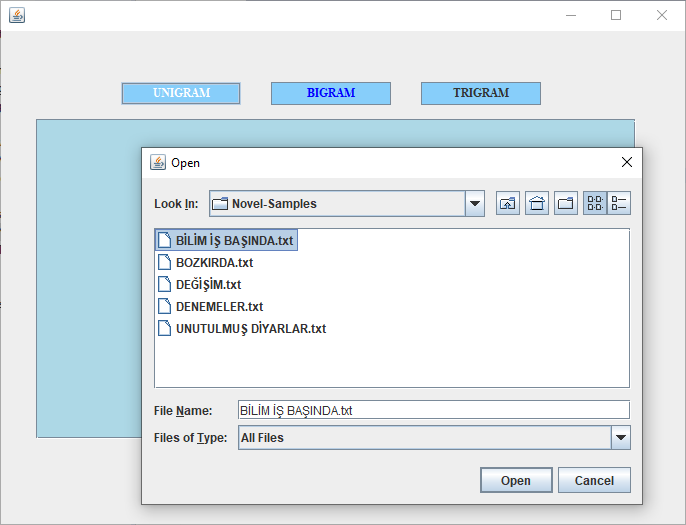 UNIGRAM BIGRAM TRIGRAM
Open
Look In: Novel-Samples
BİLİM İŞ BAŞINDA.txt
BOZKIRDA.txt
DEĞİŞİM.txt
DENEMELER.txt
UNUTULMUŞ DİYARLAR.txt
File Name: BİLİM İŞ BAŞINDA.txt
Files of Type: All Files
Open Cancel